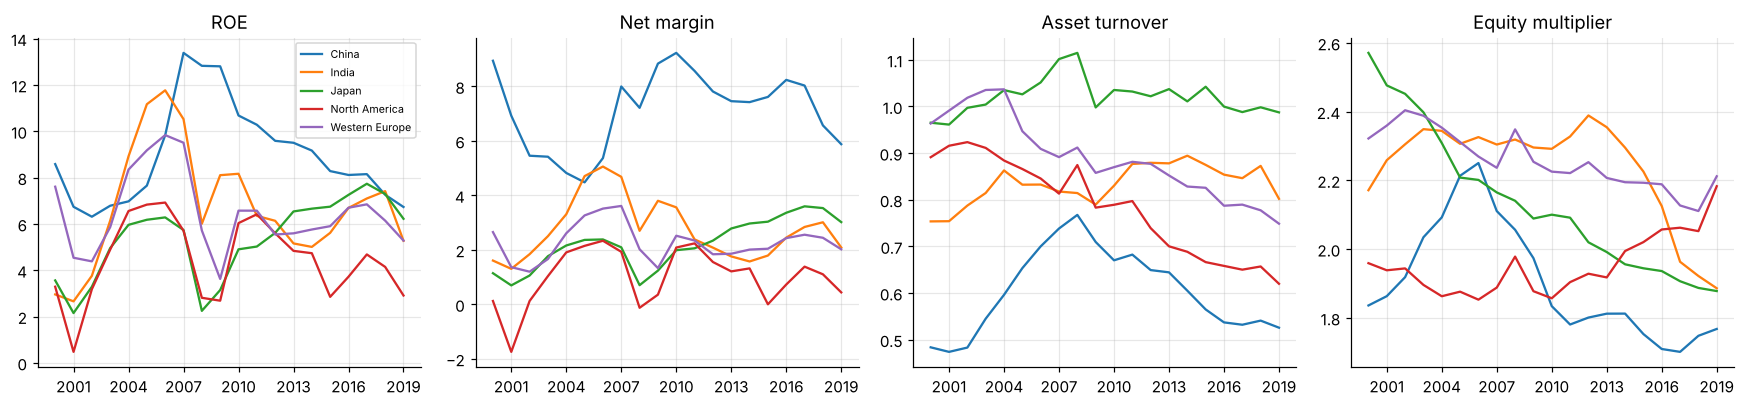 ROE
14
12
10
8
6
4
2
0
2001 2004 2007 2010 2013 2016 2019
China
India
Japan
North America
Western Europe
Net margin
8
6
4
2
0
−2
2001 2004 2007 2010 2013 2016 2019
Asset turnover
1.1
1.0
0.9
0.8
0.7
0.6
0.5
2001 2004 2007 2010 2013 2016 2019
Equity multiplier
2.6
2.4
2.2
2.0
1.8
2001 2004 2007 2010 2013 2016 2019